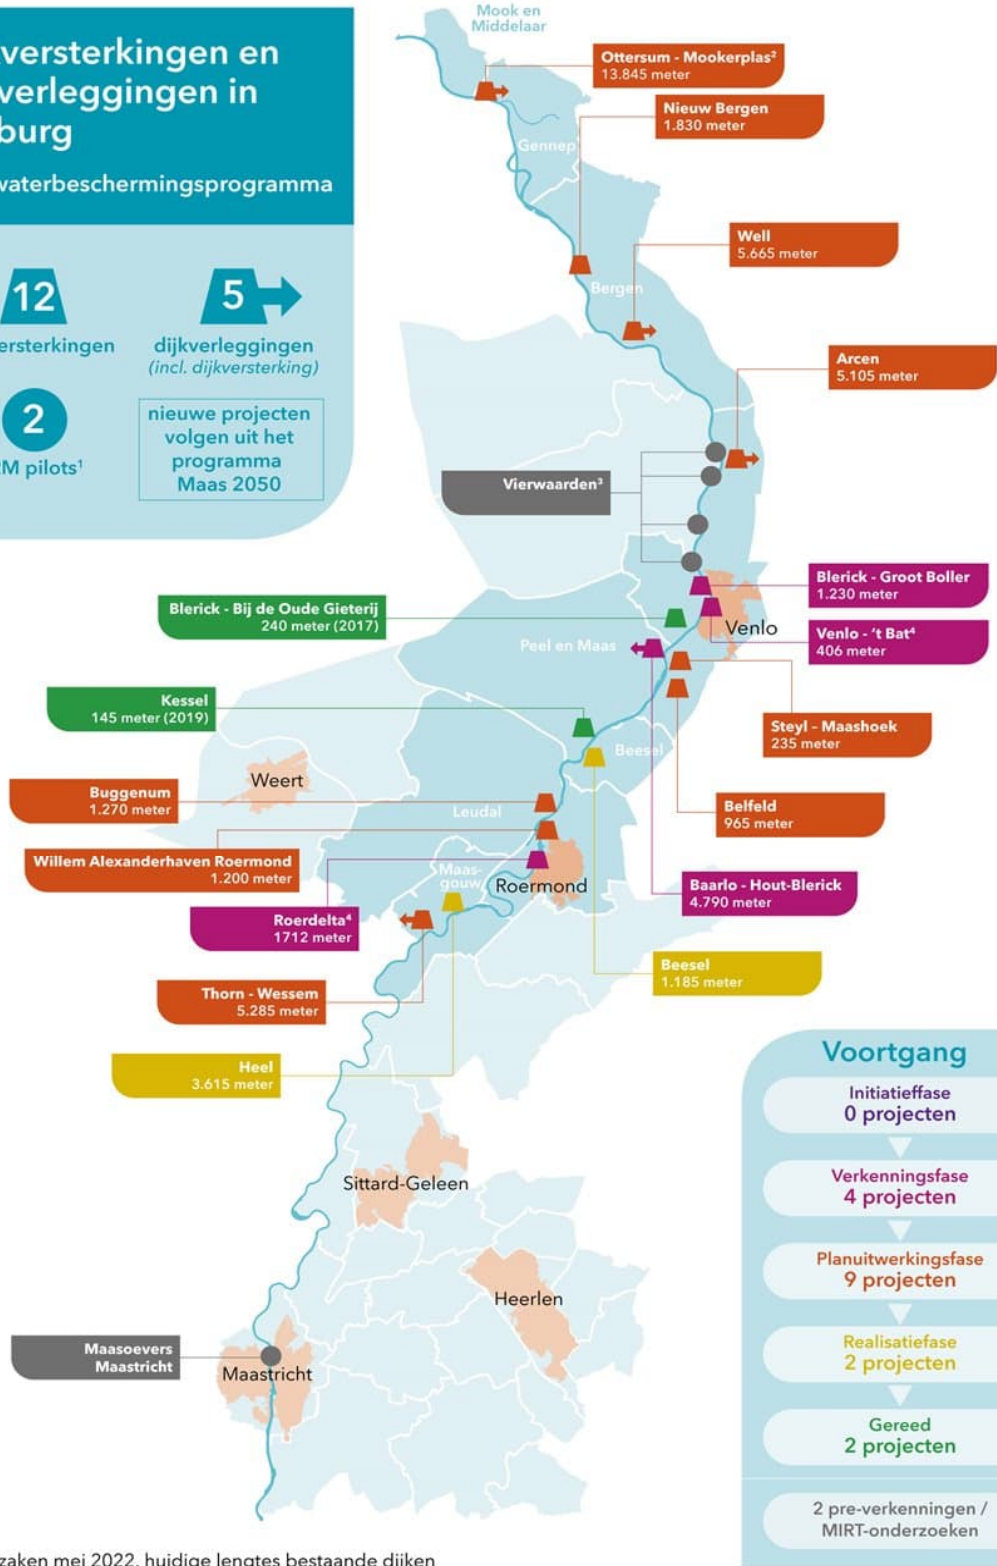 versterkingen en
verleggingen in
burg
waterbeschermingsprogramma
12
ersterkingen
5
dijkverleggingen
(incl. dijkversterking)
2
M pilots¹
nieuwe projecten
volgen uit het
programma
Maas 2050
Mook en
Middelaar
Ottersum - Mookerplas²
13.845 meter
Nieuw Bergen
1.830 meter
Gennep
Well
5.665 meter
Bergen
Arcen
5.105 meter
Vierwaarden³
Blerick - Groot Boller
1.230 meter
Blerick - Bij de Oude Gieterij
240 meter (2017)
Venlo
Venlo - ‘t Bat⁴
406 meter
Peel en Maas
Kessel
145 meter (2019)
Steyl - Maashoek
235 meter
Beesel
Weert
Buggenum
1.270 meter
Leudal
Belfeld
965 meter
Willem Alexanderhaven Roermond
1.200 meter
Maas-
gouw
Roermond
Baarlo - Hout-Blerick
4.790 meter
Roerdelta⁴
1712 meter
Beesel
1.185 meter
Thorn - Wessem
5.285 meter
Heel
3.615 meter
Sittard-Geleen
Heerlen
Maasoevers
Maastricht
Maastricht
Voortgang
Initiatieffase
0 projecten
Verkenningsfase
4 projecten
Planuitwerkingsfase
9 projecten
Realisatiefase
2 projecten
Gereed
2 projecten
2 pre-verkenningen /
MIRT-onderzoeken
zaken mei 2022, huidige lengtes bestaande dijken